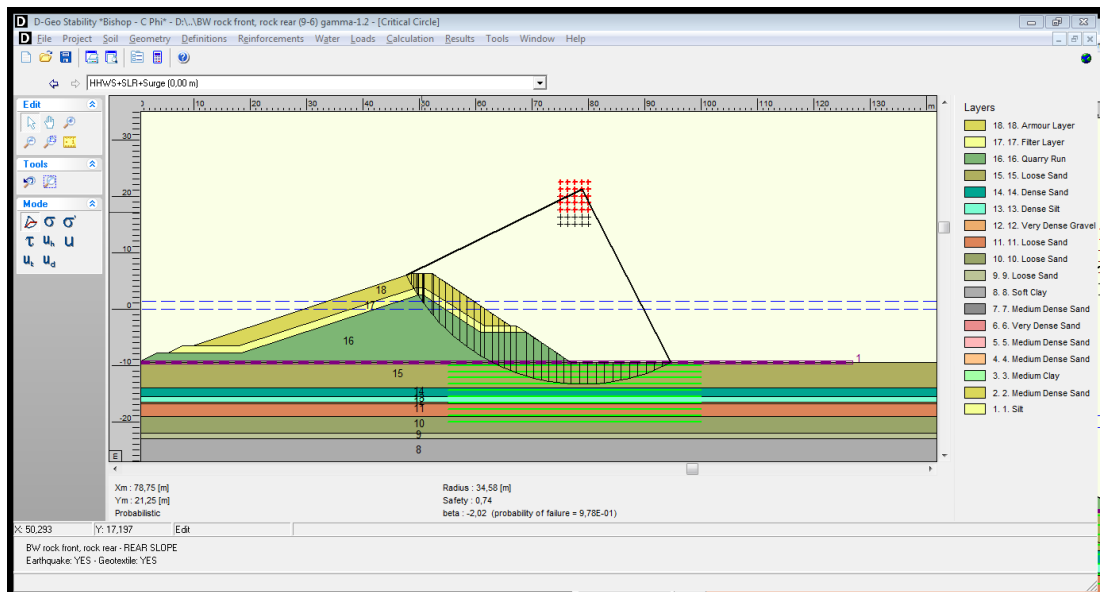 D-Geo Stability *Bishop - C Phi* - D:\..\BW rock front, rock rear (9-6) gamma-1.2 - [Critical Circle]
File Project Soil Geometry Definitions Reinforcements Water Loads Calculation Results Tools Window Help
HHWS+SLR+Surge (0,00 m)
Edit
Tools
Mode
σ σ'
τ uh u
ut ud
10 20 30 40 50 60 70 80 90 100 110 120 130 m
30
20
10
0
-10
-20
E
18
17
16
15
14
11
10
9
8
1
Layers
18. 18. Armour Layer
17. 17. Filter Layer
16. 16. Quarry Run
15. 15. Loose Sand
14. 14. Dense Sand
13. 13. Dense Silt
12. 12. Very Dense Gravel
11. 11. Loose Sand
10. 10. Loose Sand
9. 9. Loose Sand
8. 8. Soft Clay
7. 7. Medium Dense Sand
6. 6. Very Dense Sand
5. 5. Medium Dense Sand
4. 4. Medium Dense Sand
3. 3. Medium Clay
2. 2. Medium Dense Sand
1. 1. Silt
Xm : 78,75 [m]
Ym : 21,25 [m]
Probabilistic
Radius : 34,58 [m]
Safety : 0,74
beta : -2,02 (probability of failure = 9,78E-01)
X: 50,293 Y: 17,197 Edit
BW rock front, rock rear - REAR SLOPE
Earthquake: YES - Geotextile: YES